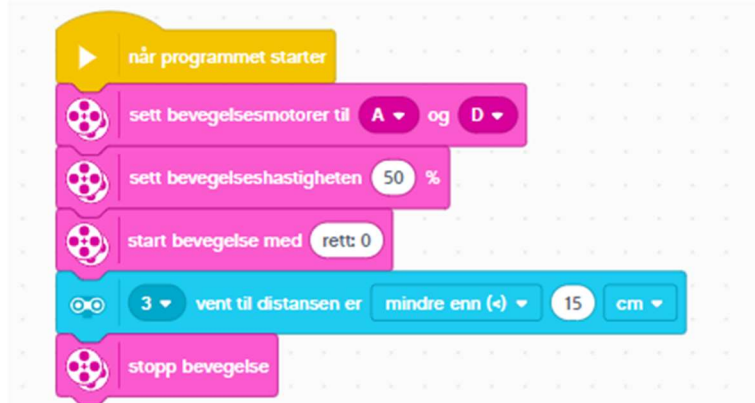 når programmet starter
sett bevegelsesmotorer til A og D
sett bevegelseshastigheten 50 %
start bevegelse med rett: 0
3 vent til distansen er mindre enn (<) 15 cm
stopp bevegelse